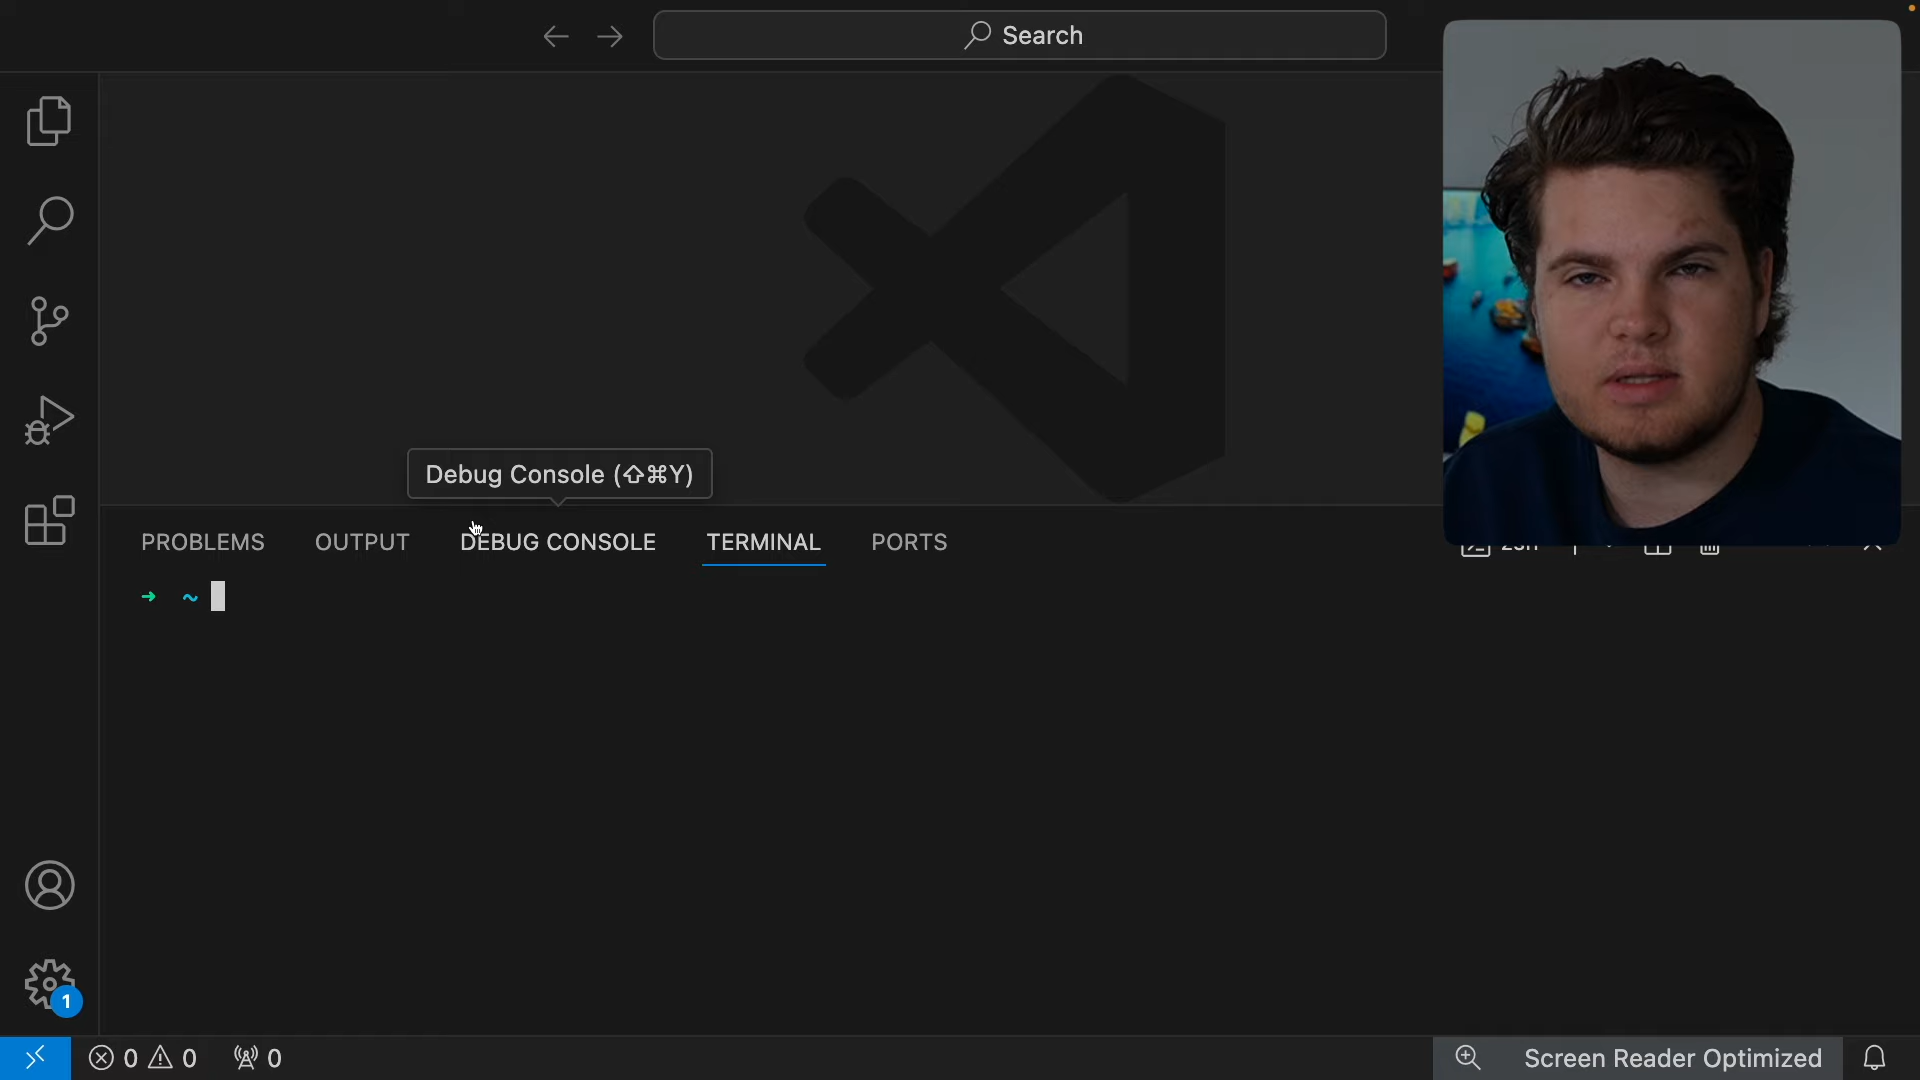 Search
Debug Console (⇧⌘Y)
PROBLEMS OUTPUT DEBUG CONSOLE TERMINAL PORTS
➜ ~
1
0 0 0
Screen Reader Optimized